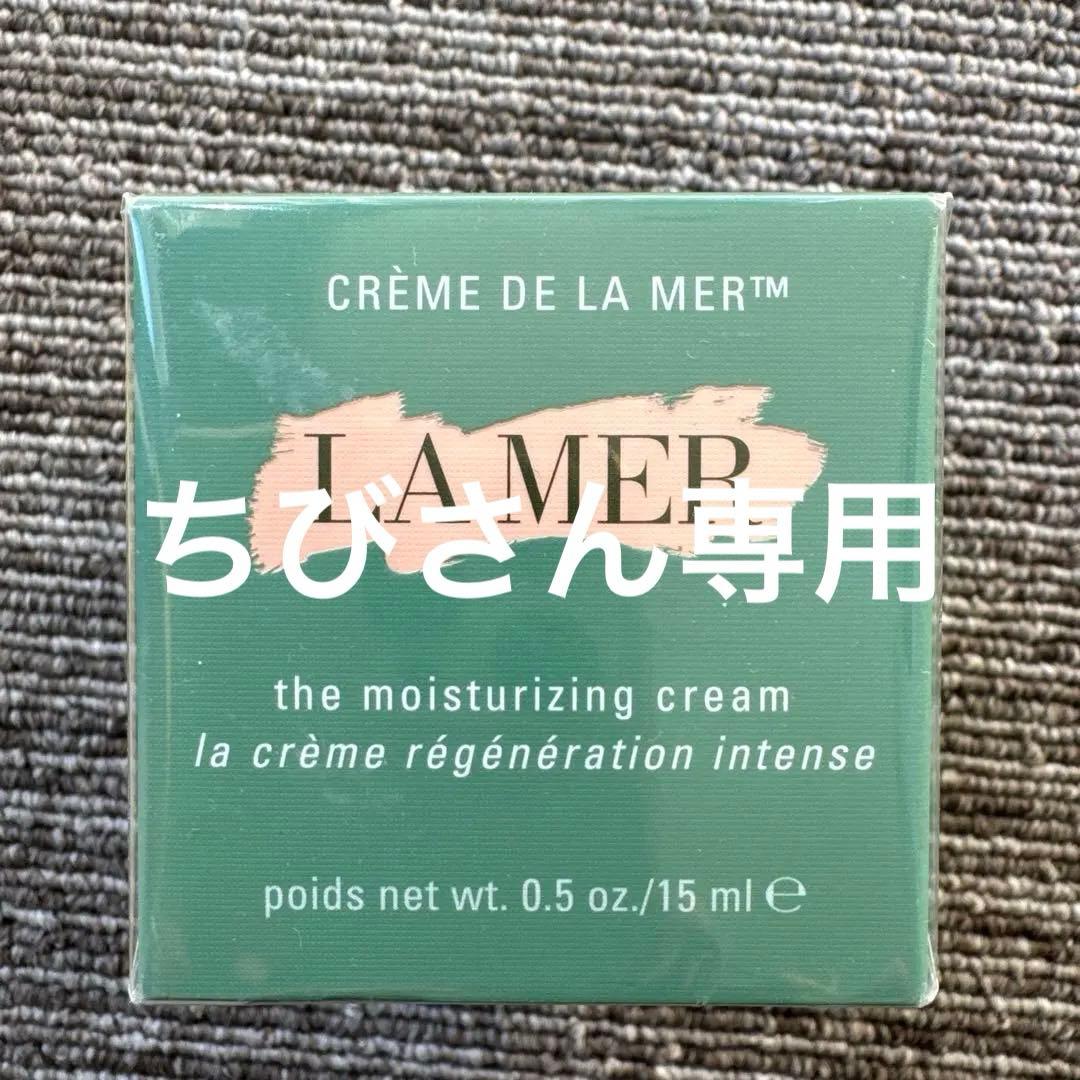 CRÈME DE LA MER™
LA MER
ちびさん専用
the moisturizing cream
la crème régénération intense
poids net wt. 0.5 oz./15 ml ℮